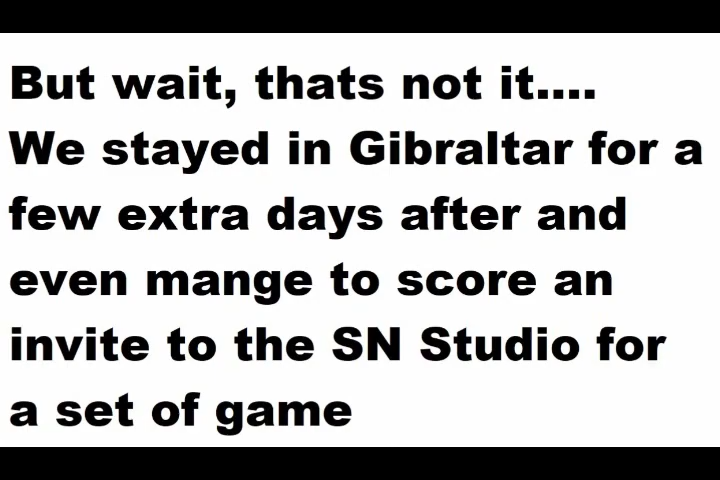 But wait, thats not it....
We stayed in Gibraltar for a
few extra days after and
even mange to score an
invite to the SN Studio for
a set of game